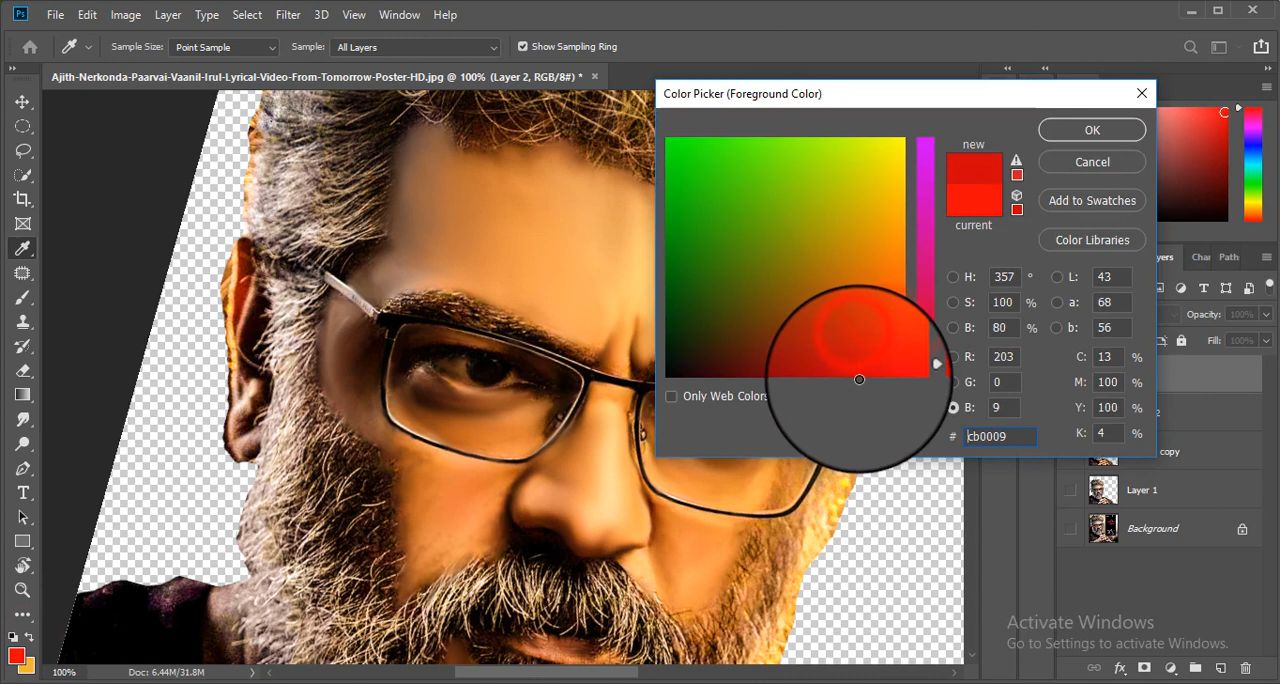 Ps File Edit Image Layer Type Select Filter 3D View Window Help
Sample Size: Point Sample Sample: All Layers Show Sampling Ring
Ajith-Nerkonda-Paarvai-Vaanil-Irul-Lyrical-Video-From-Tomorrow-Poster-HD.jpg @ 100% (Layer 2, RGB/8#) * ×
Color Picker (Foreground Color)
new
current
OK
Cancel
Add to Swatches
Color Libraries
H: 357 °
S: 100 %
B: 80 %
R: 203
G: 0
B: 9
# cb0009
L: 43
a: 68
b: 56
C: 13 %
M: 100 %
Y: 100 %
K: 4 %
Only Web Colors
yers Char Path
Opacity: 100%
Fill: 100%
2
copy
Layer 1
Background
Activate Windows
Go to Settings to activate Windows.
100% Doc: 6.44M/31.8M